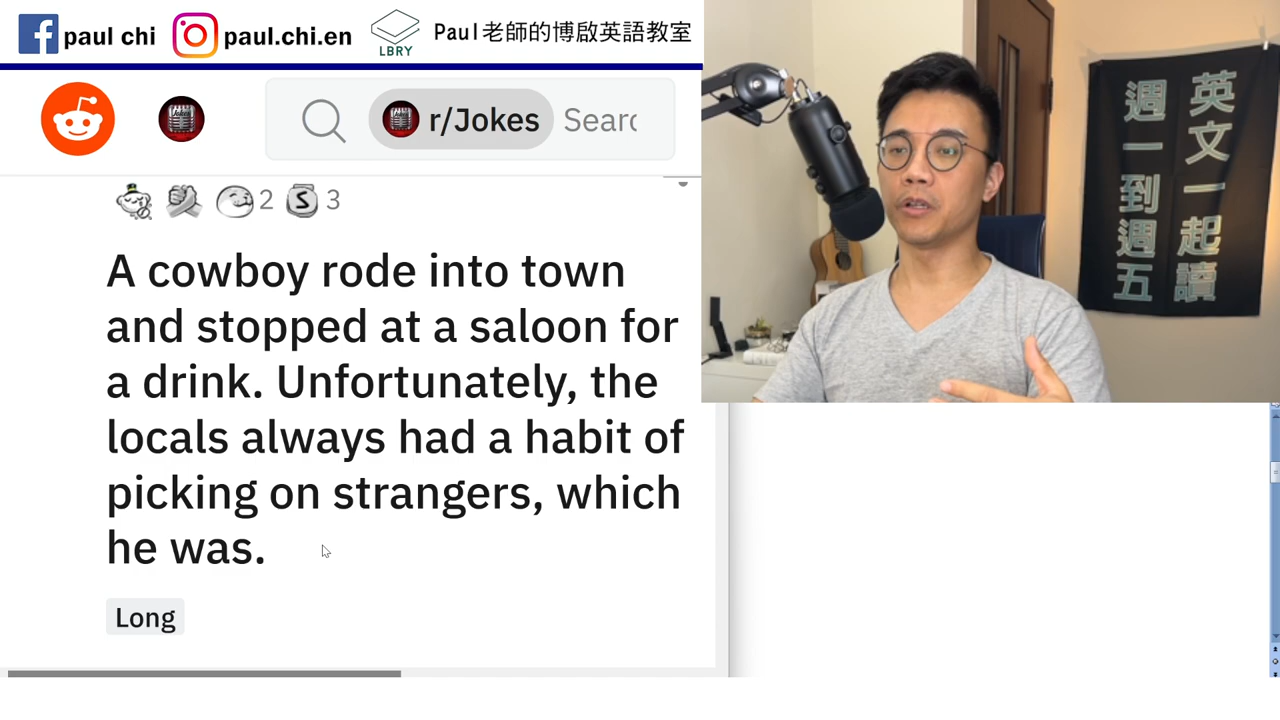 paul chi
paul.chi.en
LBRY
Paul老師的博啟英語教室
r/Jokes
Searc
2
S
3
A cowboy rode into town
and stopped at a saloon for
a drink. Unfortunately, the
locals always had a habit of
picking on strangers, which
he was.
Long
英文一起讀
週一到週五